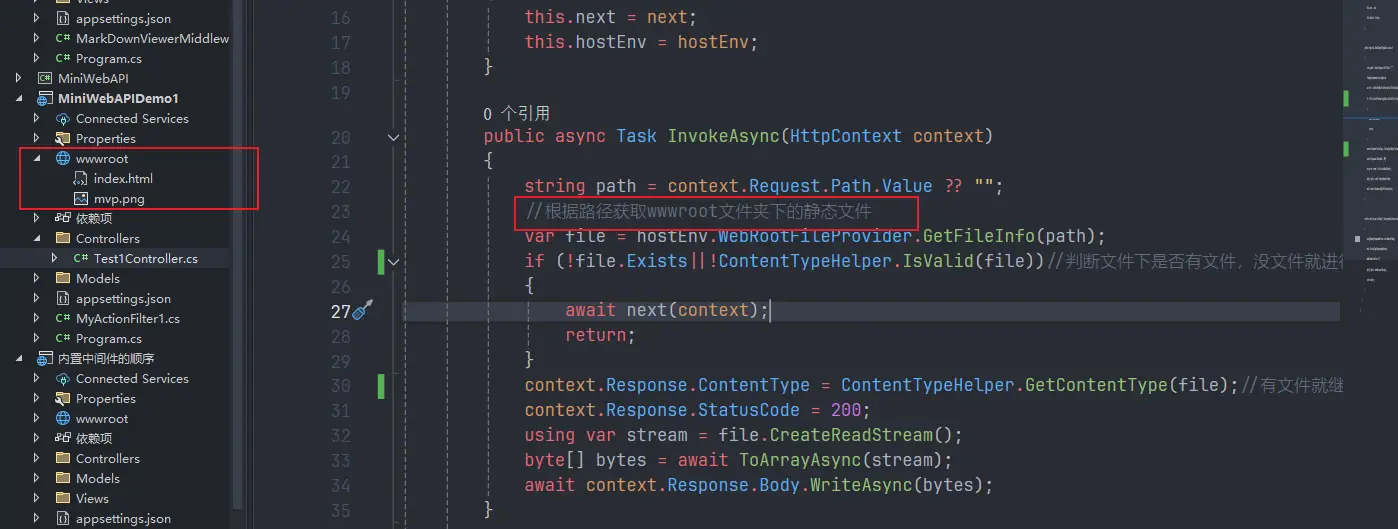 Views
appsettings.json
MarkDownViewerMiddlew
Program.cs
MiniWebAPI
MiniWebAPIDemo1
Connected Services
Properties
wwwroot
index.html
mvp.png
依赖项
Controllers
Test1Controller.cs
Models
appsettings.json
MyActionFilter1.cs
Program.cs
内置中间件的顺序
Connected Services
Properties
wwwroot
依赖项
Controllers
Models
Views
appsettings.json
16 this.next = next;
17 this.hostEnv = hostEnv;
18 }
19
0 个引用
20 public async Task InvokeAsync(HttpContext context)
21 {
22 string path = context.Request.Path.Value ?? "";
23 //根据路径获取wwwroot文件夹下的静态文件
24 var file = hostEnv.WebRootFileProvider.GetFileInfo(path);
25 if (!file.Exists||!ContentTypeHelper.IsValid(file))//判断文件下是否有文件，没文件就进行
26 {
27 await next(context);
28 return;
29 }
30 context.Response.ContentType = ContentTypeHelper.GetContentType(file);//有文件就继
31 context.Response.StatusCode = 200;
32 using var stream = file.CreateReadStream();
33 byte[] bytes = await ToArrayAsync(stream);
34 await context.Response.Body.WriteAsync(bytes);
35 }